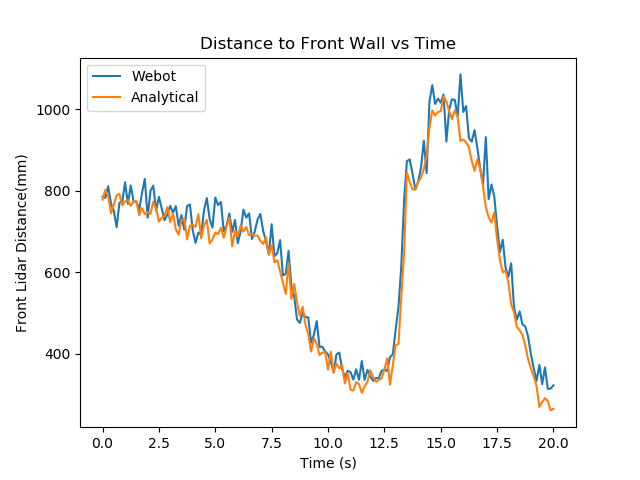 Distance to Front Wall vs Time
Webot
Analytical
Front Lidar Distance(mm)
1000
800
600
400
0.0 2.5 5.0 7.5 10.0 12.5 15.0 17.5 20.0
Time (s)